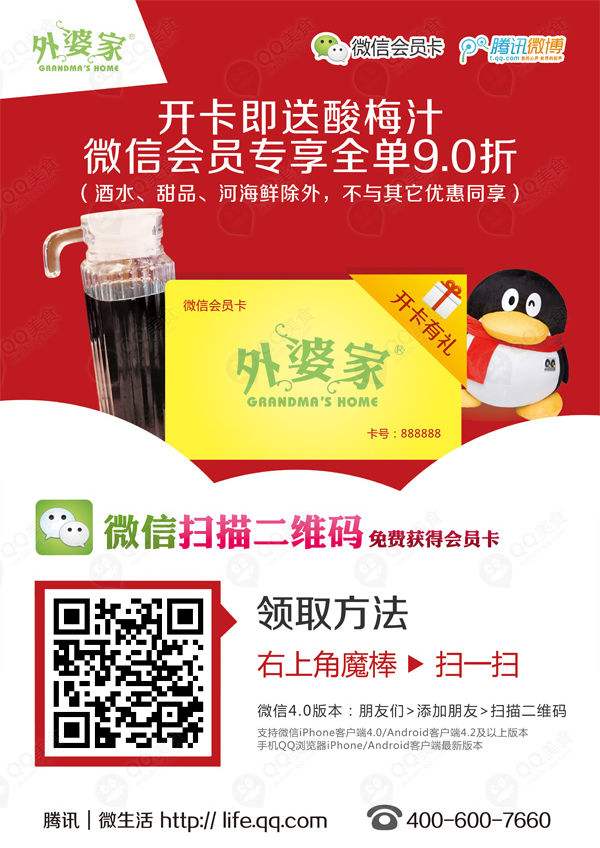 外婆家®
GRANDMA'S HOME
微信会员卡
腾讯微博
t.qq.com
开卡即送酸梅汁
微信会员专享全单9.0折
（酒水、甜品、河海鲜除外，不与其它优惠同享）
微信会员卡
开卡有礼
外婆家®
GRANDMA'S HOME
卡号：888888
微信扫描二维码 免费获得会员卡
领取方法
右上角魔棒▶扫一扫
微信4.0版本：朋友们>添加朋友>扫描二维码
支持微信iPhone客户端4.0/Android客户端4.2及以上版本
手机QQ浏览器iPhone/Android客户端最新版本
腾讯｜微生活 http:// life.qq.com
400-600-7660